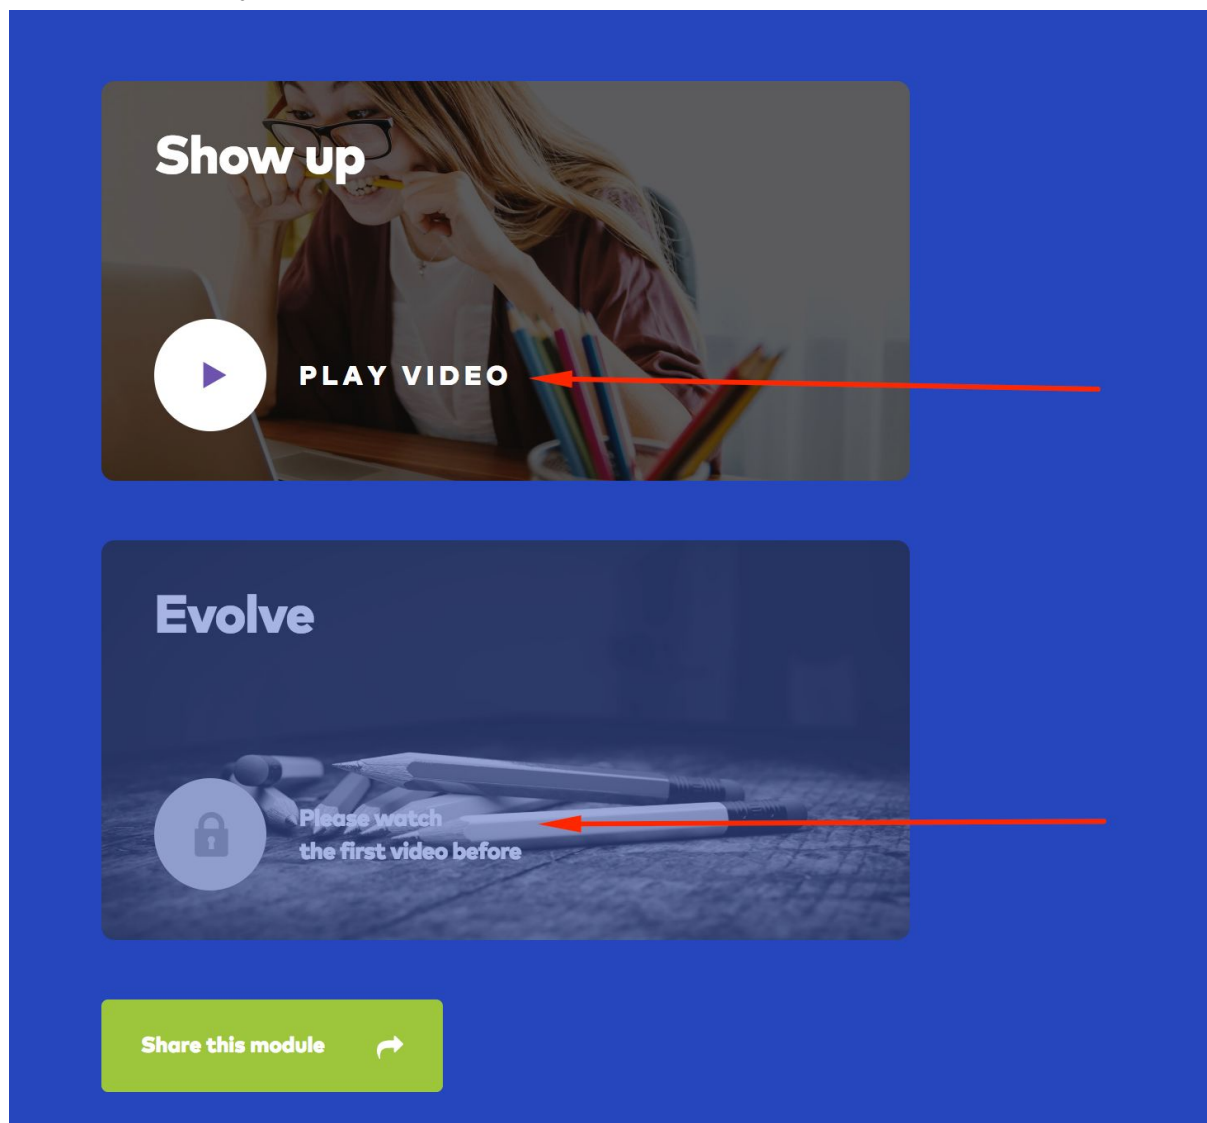 Show up
PLAY VIDEO
Evolve
Please watch
the first video before
Share this module